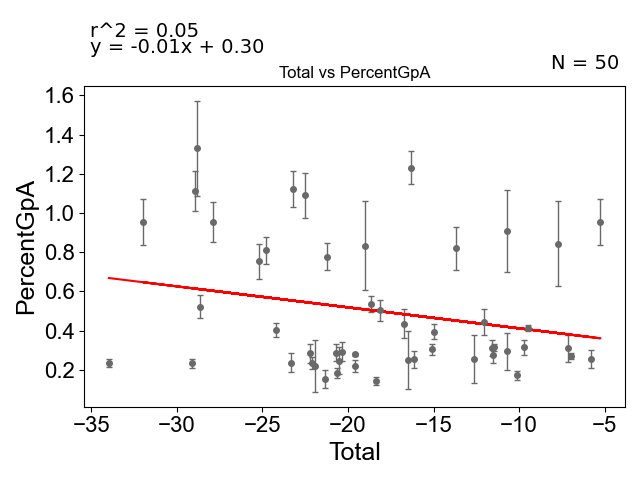 r^2 = 0.05
y = -0.01x + 0.30
N = 50
Total vs PercentGpA
PercentGpA
1.6
1.4
1.2
1.0
0.8
0.6
0.4
0.2
−35 −30 −25 −20 −15 −10 −5
Total